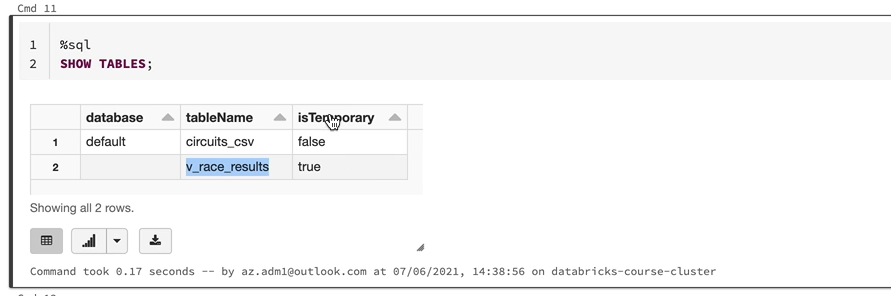 Cmd 11
1 %sql
2 SHOW TABLES;
database tableName isTemporary
1 default circuits_csv false
2 v_race_results true
Showing all 2 rows.
Command took 0.17 seconds -- by az.adm1@outlook.com at 07/06/2021, 14:38:56 on databricks-course-cluster